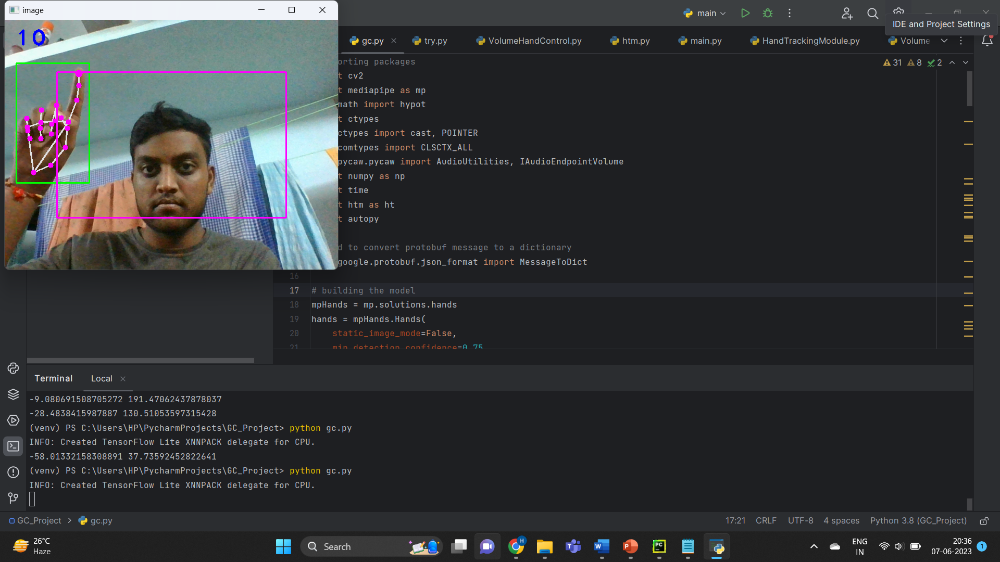 image
10
main
IDE and Project Settings
gc.py
try.py
VolumeHandControl.py
htm.py
main.py
HandTrackingModule.py
Volume
31 8 2
orting packages
t cv2
t mediapipe as mp
math import hypot
t ctypes
ctypes import cast, POINTER
comtypes import CLSCTX_ALL
pycaw.pycaw import AudioUtilities, IAudioEndpointVolume
t numpy as np
t time
t htm as ht
t autopy
d to convert protobuf message to a dictionary
google.protobuf.json_format import MessageToDict
16
17 # building the model
18 mpHands = mp.solutions.hands
19 hands = mpHands.Hands(
20 static_image_mode=False,
21 min_detection_confidence=0.75
Terminal Local
-9.080691508705272 191.47062437878037
-28.4838415987887 130.51053597315428
(venv) PS C:\Users\HP\PycharmProjects\GC_Project> python gc.py
INFO: Created TensorFlow Lite XNNPACK delegate for CPU.
-58.01332158308891 37.73592452822641
(venv) PS C:\Users\HP\PycharmProjects\GC_Project> python gc.py
INFO: Created TensorFlow Lite XNNPACK delegate for CPU.
GC_Project > gc.py
17:21 CRLF UTF-8 4 spaces Python 3.8 (GC_Project)
26°C
Haze
Search
H
T
W
P
PC
ENG
IN
20:36
07-06-2023
1